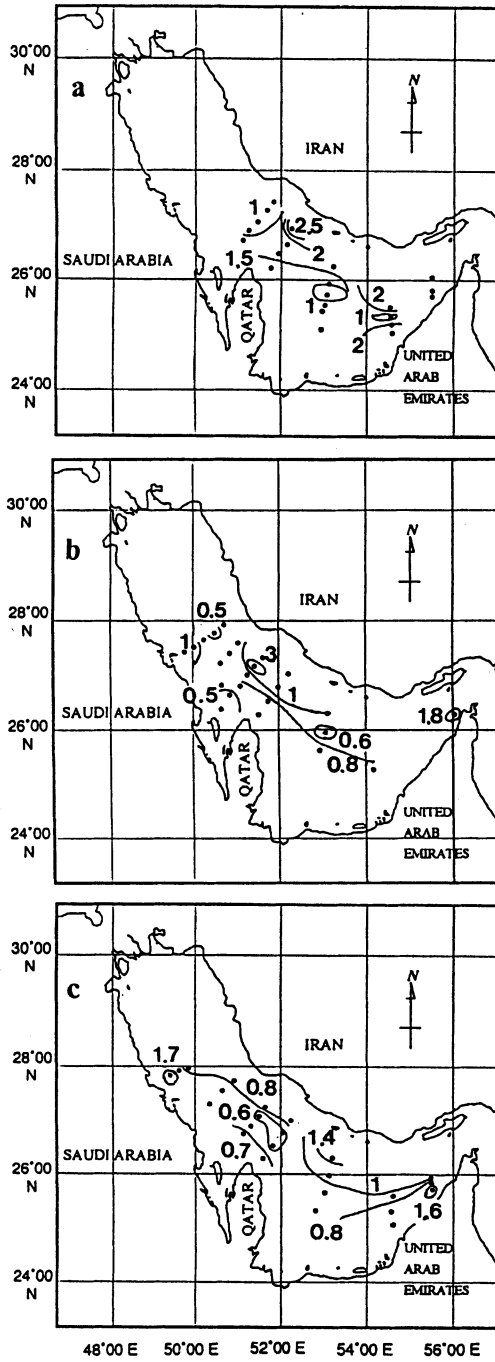 30°00
N
a
N
IRAN
28°00
N
1
2.5
2
SAUDI ARABIA
1.5
26°00
N
QATAR
1
2
1
2
24°00
N
UNITED
ARAB
EMIRATES
30°00
N
b
N
IRAN
28°00
N
0.5
1
3
0.5
1
SAUDI ARABIA
26°00
N
1.8
0.6
0.8
QATAR
24°00
N
UNITED
ARAB
EMIRATES
30°00
N
c
N
IRAN
28°00
N
1.7
0.8
0.6
1.4
0.7
SAUDI ARABIA
26°00
N
1
1.6
0.8
QATAR
24°00
N
UNITED
ARAB
EMIRATES
48°00 E 50°00 E 52°00 E 54°00 E 56°00 E